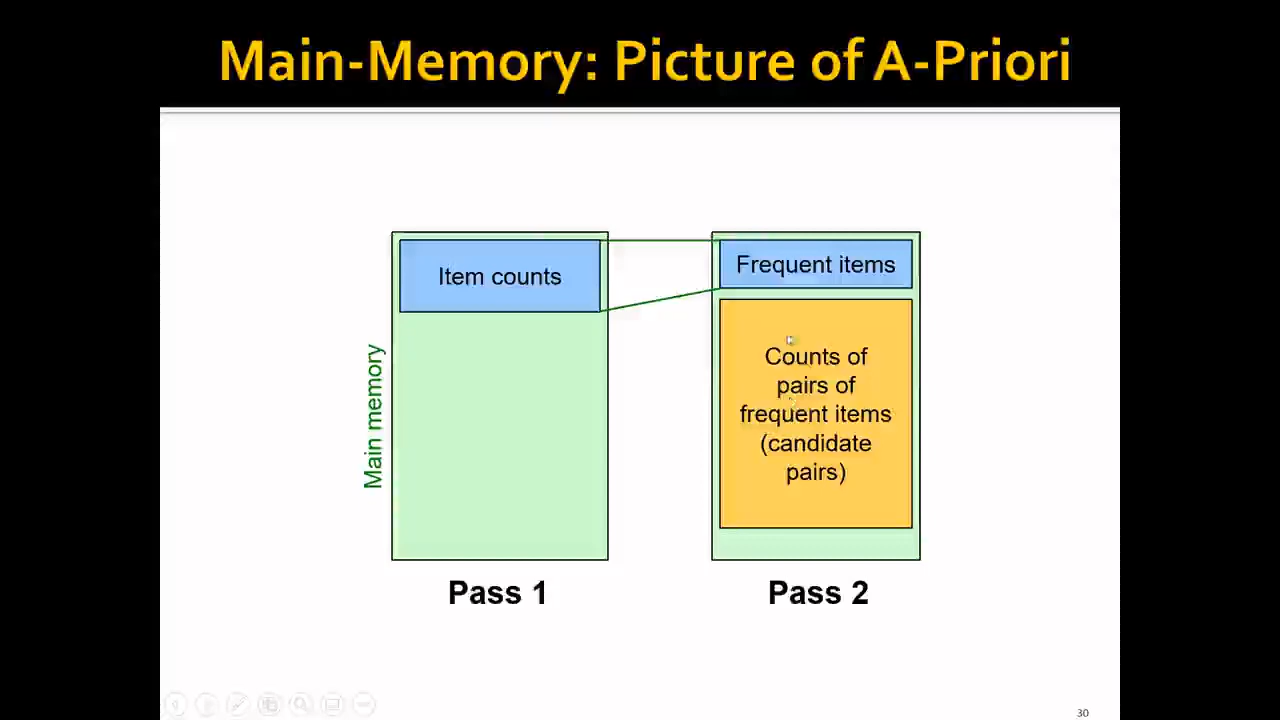 Main-Memory: Picture of A-Priori
Item counts
Main memory
Pass 1
Frequent items
Counts of
pairs of
frequent items
(candidate
pairs)
Pass 2
30